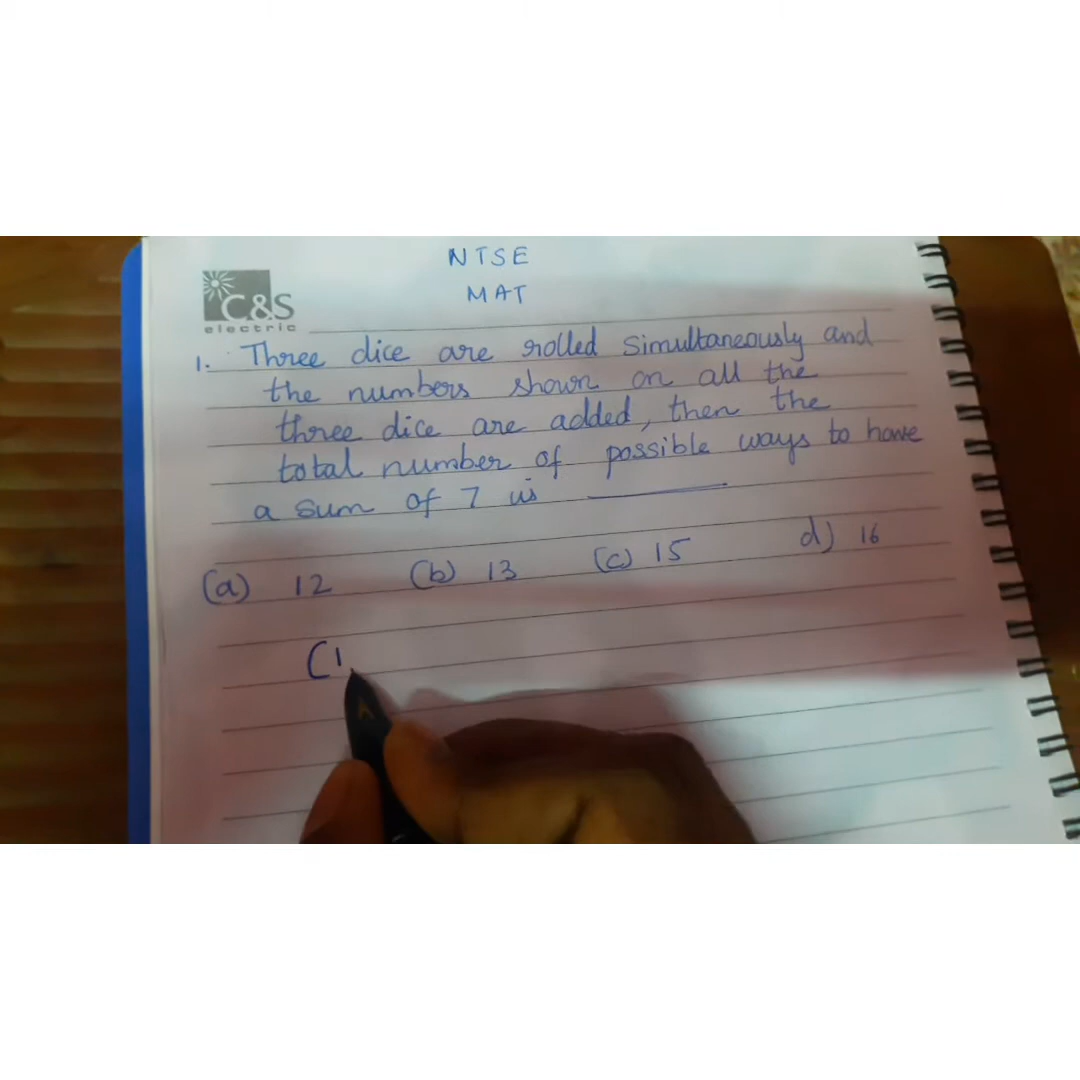 NTSE
MAT
C&S
electric
1. Three dice are rolled simultaneously and
the numbers shown on all the
three dice are added, then the
total number of possible ways to have
a sum of 7 is ______
(a) 12 (b) 13 (c) 15 d) 16
(1,